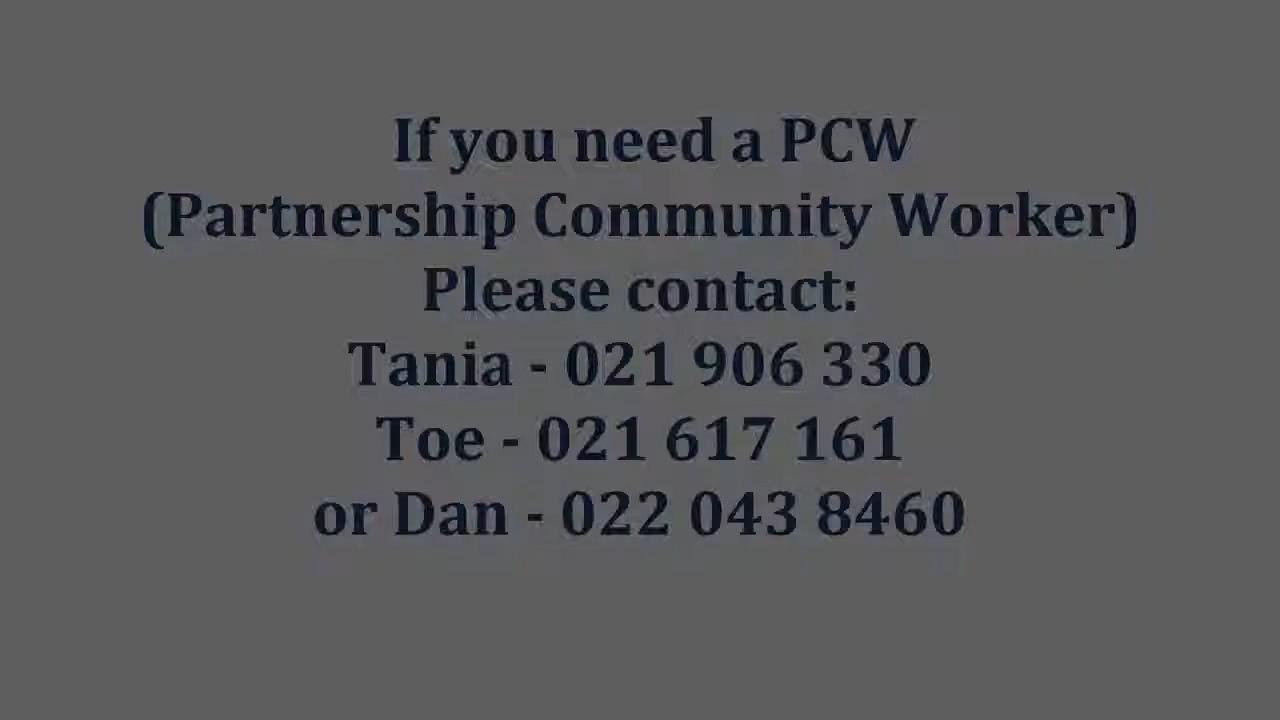 If you need a PCW
(Partnership Community Worker)
Please contact:
Tania - 021 906 330
Toe - 021 617 161
or Dan - 022 043 8460